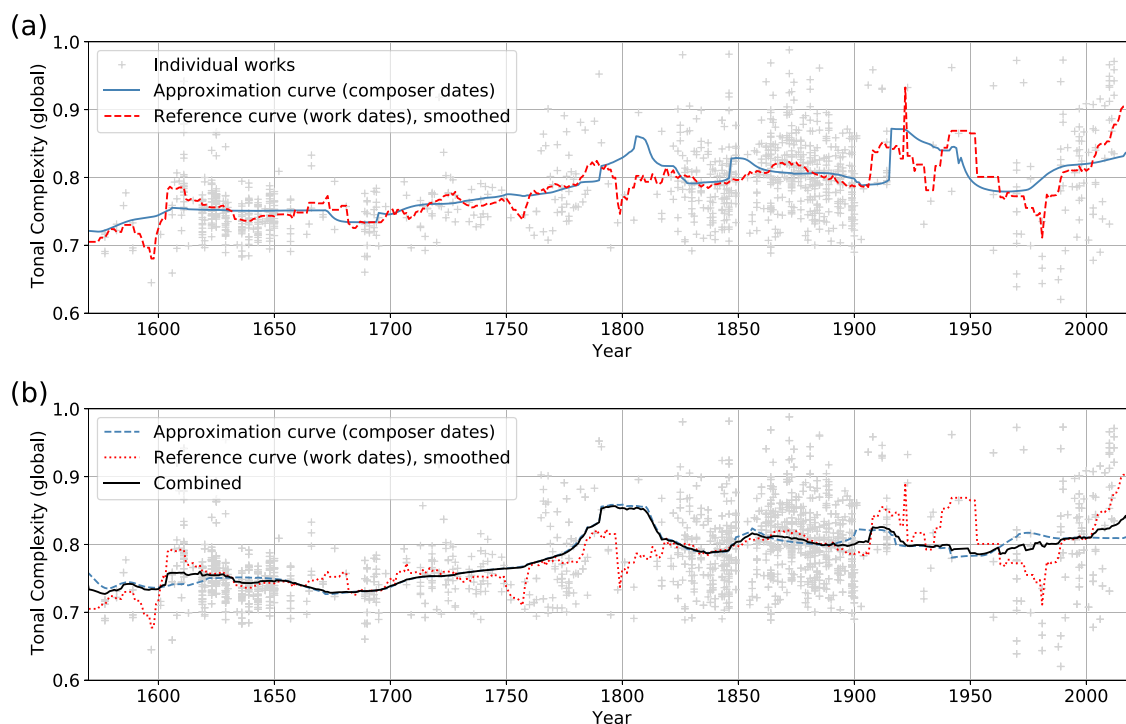 (a)
1.0
0.9
0.8
0.7
0.6
Tonal Complexity (global)
Individual works
Approximation curve (composer dates)
Reference curve (work dates), smoothed
1600 1650 1700 1750 1800 1850 1900 1950 2000
Year
(b)
1.0
0.9
0.8
0.7
0.6
Tonal Complexity (global)
Approximation curve (composer dates)
Reference curve (work dates), smoothed
Combined
1600 1650 1700 1750 1800 1850 1900 1950 2000
Year